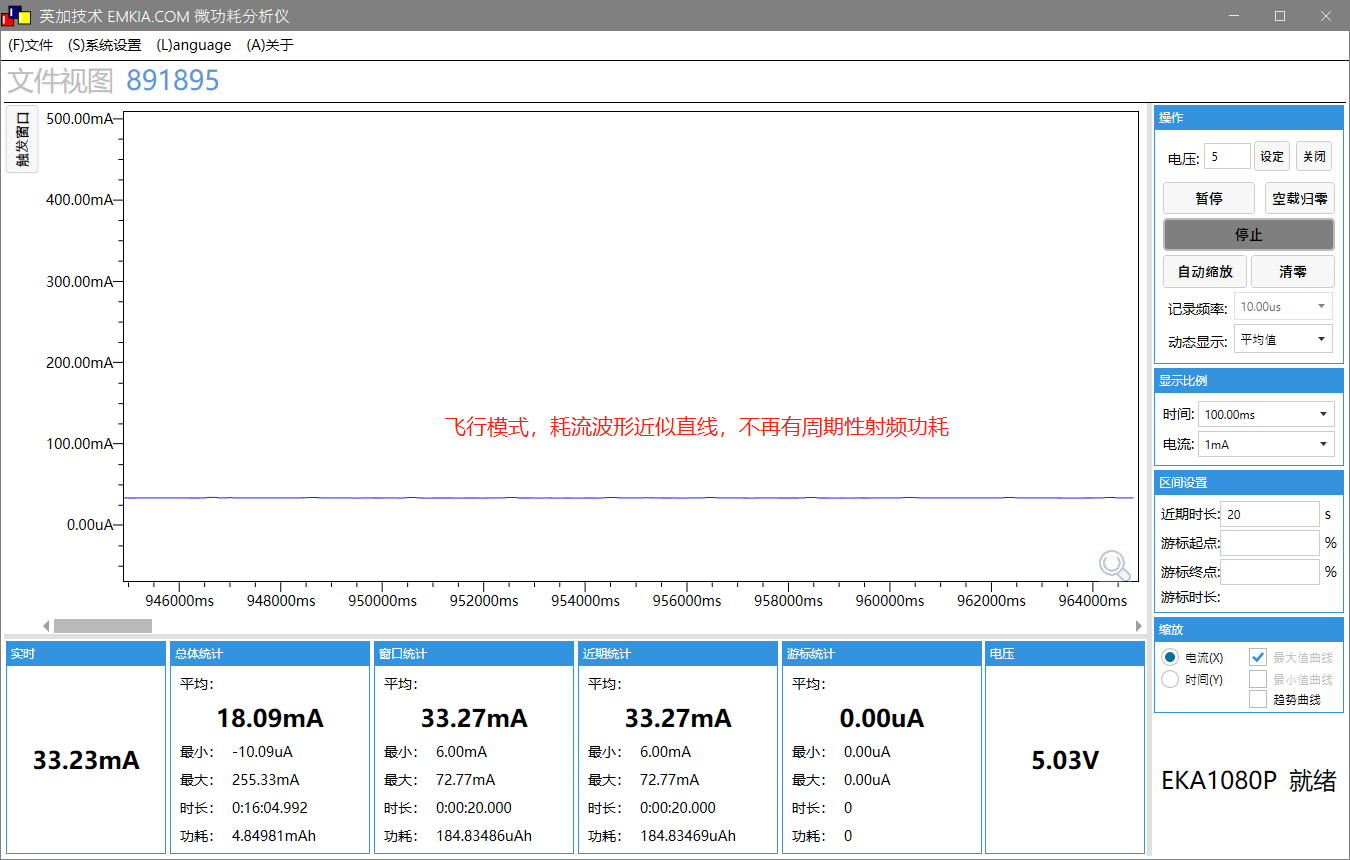 英加技术 EMKIA.COM 微功耗分析仪
(F)文件 (S)系统设置 (L)anguage (A)关于
文件视图 891895
触发窗口
500.00mA
400.00mA
300.00mA
200.00mA
100.00mA
0.00uA
飞行模式，耗流波形近似直线，不再有周期性射频功耗
946000ms 948000ms 950000ms 952000ms 954000ms 956000ms 958000ms 960000ms 962000ms 964000ms
操作
电压: 5 设定 关闭
暂停 空载归零
停止
自动缩放 清零
记录频率: 10.00us
动态显示: 平均值
显示比例
时间: 100.00ms
电流: 1mA
区间设置
近期时长: 20 s
游标起点: %
游标终点: %
游标时长:
缩放
电流(X) 最大值曲线
时间(Y) 最小值曲线
趋势曲线
EKA1080P 就绪
实时
33.23mA
总体统计
平均:
18.09mA
最小: -10.09uA
最大: 255.33mA
时长: 0:16:04.992
功耗: 4.84981mAh
窗口统计
平均:
33.27mA
最小: 6.00mA
最大: 72.77mA
时长: 0:00:20.000
功耗: 184.83486uAh
近期统计
平均:
33.27mA
最小: 6.00mA
最大: 72.77mA
时长: 0:00:20.000
功耗: 184.83469uAh
游标统计
平均:
0.00uA
最小: 0.00uA
最大: 0.00uA
时长: 0
功耗: 0
电压
5.03V